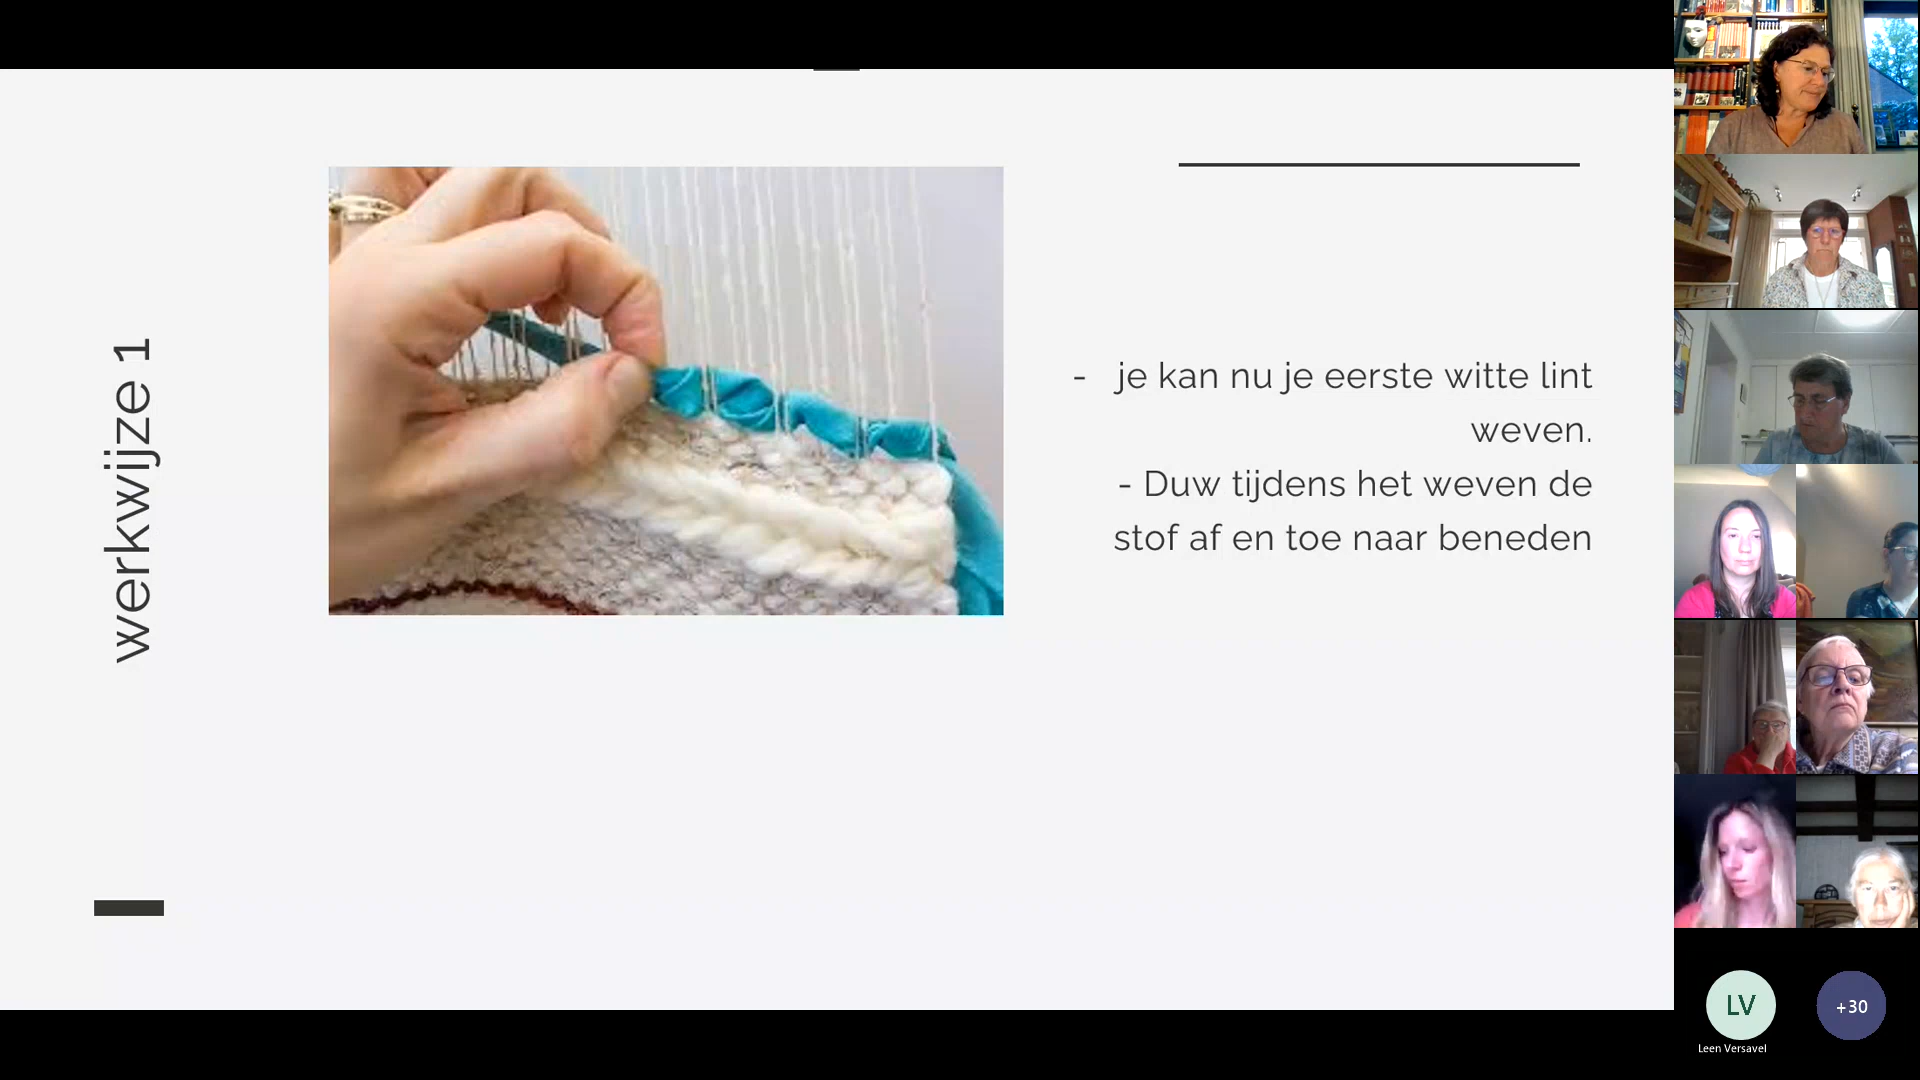 werkwijze 1
- je kan nu je eerste witte lint
weven.
- Duw tijdens het weven de
stof af en toe naar beneden
LV
Leen Versavel
+30